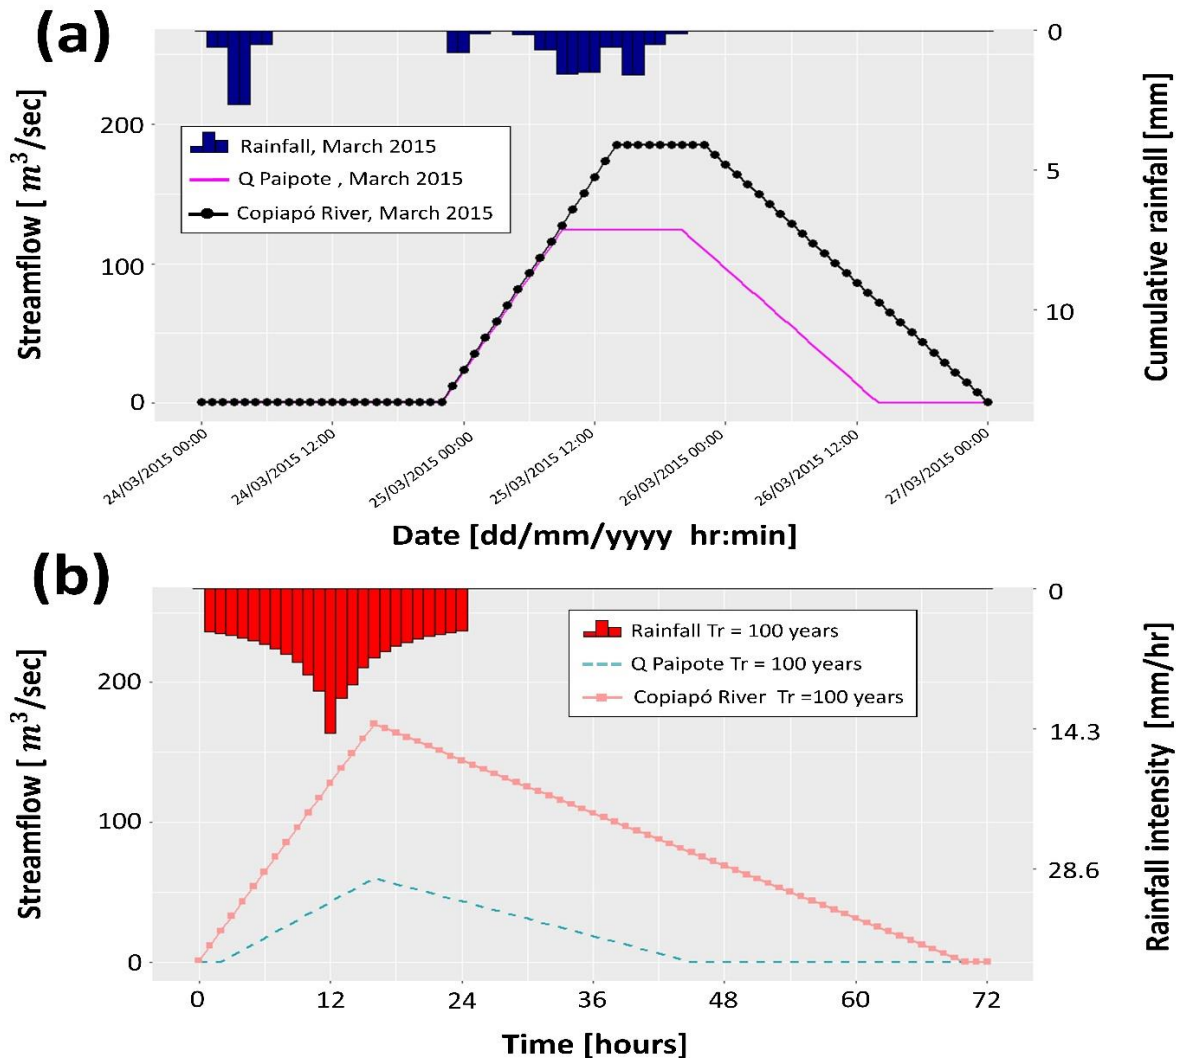 (a)
Streamflow [ m³/sec]
200
100
0
Rainfall, March 2015
Q Paipote , March 2015
Copiapó River, March 2015
0
5
10
Cumulative rainfall [mm]
24/03/2015 00:00
24/03/2015 12:00
25/03/2015 00:00
25/03/2015 12:00
26/03/2015 00:00
26/03/2015 12:00
27/03/2015 00:00
Date [dd/mm/yyyy hr:min]
(b)
Streamflow [ m³/sec]
200
100
0
Rainfall Tr = 100 years
Q Paipote Tr = 100 years
Copiapó River Tr =100 years
0
14.3
28.6
Rainfall intensity [mm/hr)
0
12
24
36
48
60
72
Time [hours]